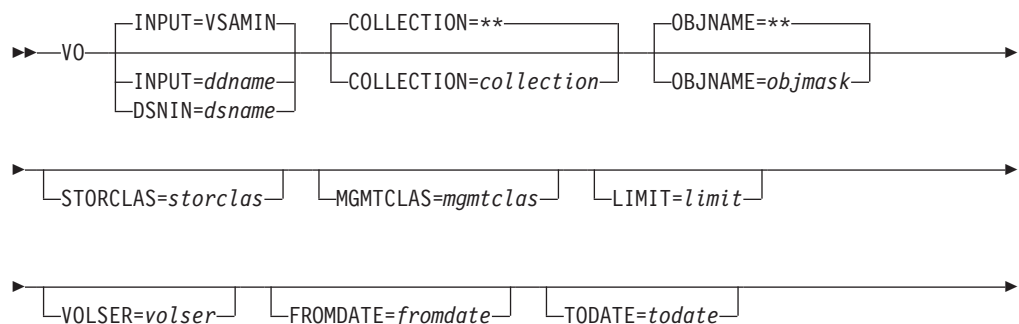 INPUT=VSAMIN COLLECTION=** OBJNAME=**
VO
INPUT=ddname COLLECTION=collection OBJNAME=objmask
DSNIN=dsname
STORCLAS=storclas MGMTCLAS=mgmtclas LIMIT=limit
VOLSER=volser FROMDATE=fromdate TODATE=todate